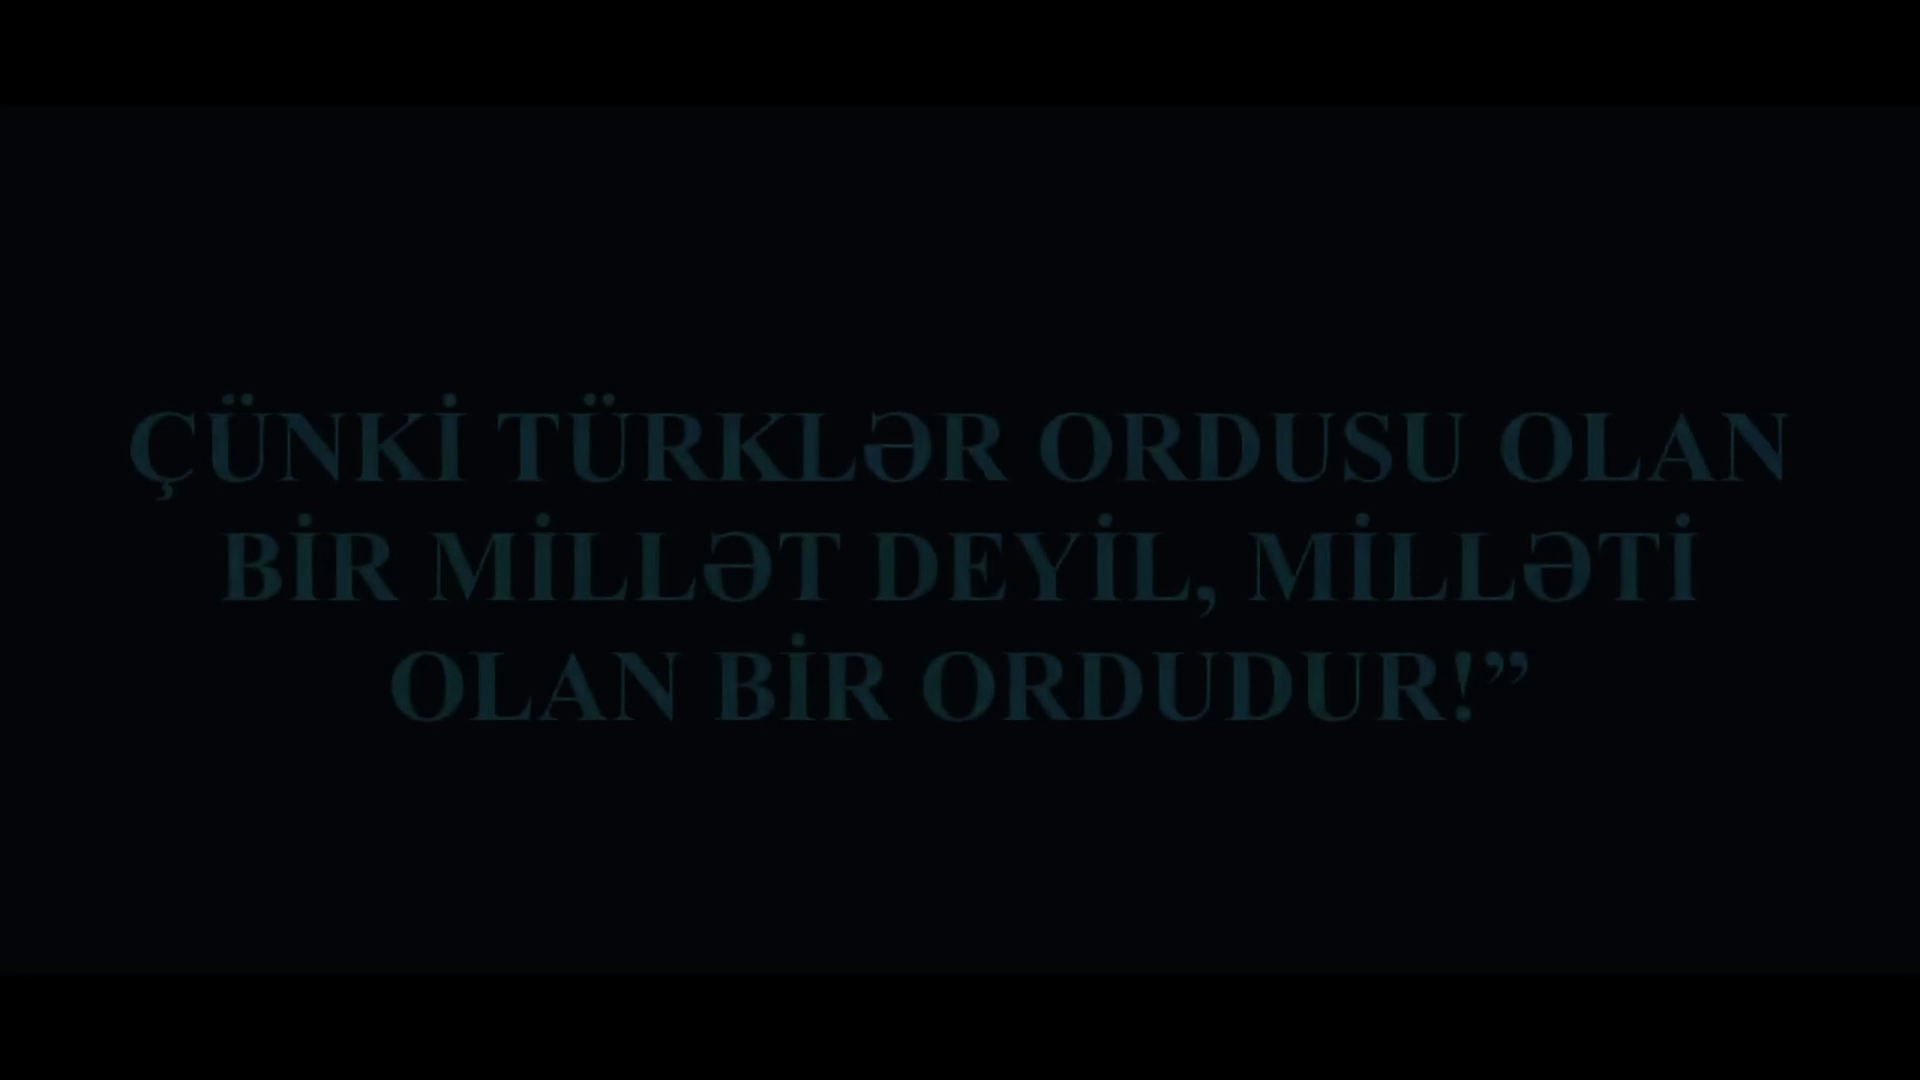 ÇÜNKİ TÜRKLƏR ORDUSU OLAN
BİR MİLLƏT DEYİL, MİLLƏTİ
OLAN BİR ORDUDUR!”